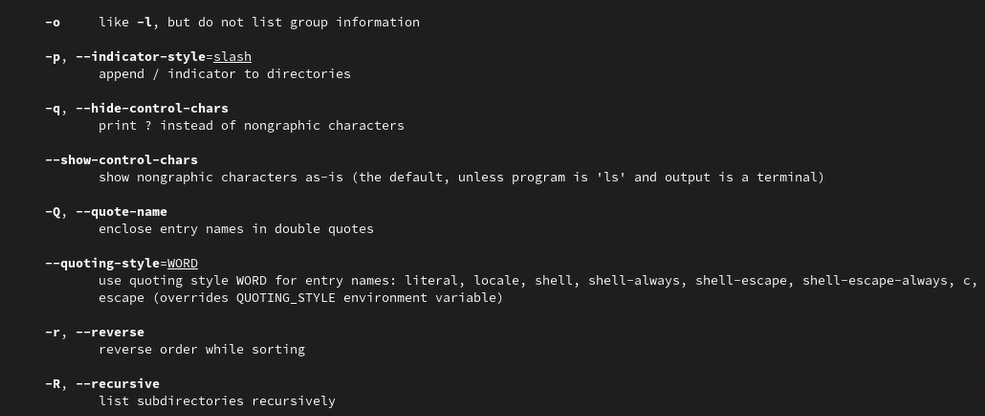 -o     like -l, but do not list group information
-p, --indicator-style=slash
append / indicator to directories
-q, --hide-control-chars
print ? instead of nongraphic characters
--show-control-chars
show nongraphic characters as-is (the default, unless program is 'ls' and output is a terminal)
-Q, --quote-name
enclose entry names in double quotes
--quoting-style=WORD
use quoting style WORD for entry names: literal, locale, shell, shell-always, shell-escape, shell-escape-always, c,
escape (overrides QUOTING_STYLE environment variable)
-r, --reverse
reverse order while sorting
-R, --recursive
list subdirectories recursively